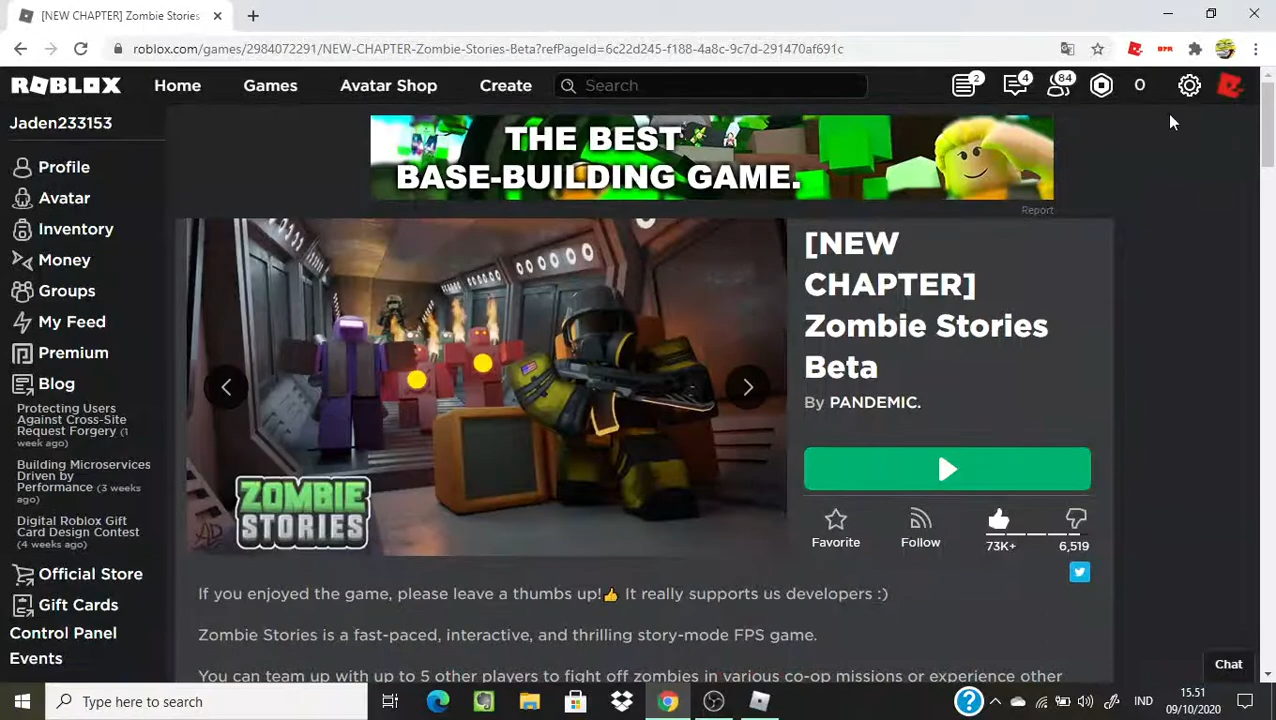 [NEW CHAPTER] Zombie Stories
roblox.com/games/2984072291/NEW-CHAPTER-Zombie-Stories-Beta?refPageId=6c22d245-f188-4a8c-9c7d-291470af691c
ROBLOX Home Games Avatar Shop Create Search 2 4 84 0
Jaden233153
Profile
Avatar
Inventory
Money
Groups
My Feed
Premium
Blog
Protecting Users
Against Cross-Site
Request Forgery (1
week ago)
Building Microservices
Driven by
Performance (3 weeks
ago)
Digital Roblox Gift
Card Design Contest
(4 weeks ago)
Official Store
Gift Cards
Control Panel
Events
THE BEST
BASE-BUILDING GAME.
Report
ZOMBIE
STORIES
AD
[NEW
CHAPTER]
Zombie Stories
Beta
By PANDEMIC.
Favorite Follow 73K+ 6,519
If you enjoyed the game, please leave a thumbs up!👍 It really supports us developers :)
Zombie Stories is a fast-paced, interactive, and thrilling story-mode FPS game.
You can team up with up to 5 other players to fight off zombies in various co-op missions or experience other
Chat
Type here to search
IND
15.51
09/10/2020